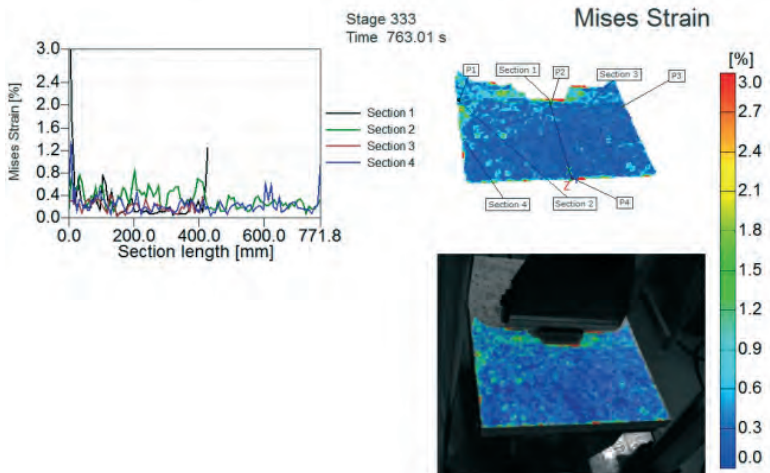 Stage 333
Time 763.01 s
Mises Strain
Mises Strain [%]
3.0
2.4
2.0
1.6
1.2
0.8
0.4
0.0
0.0 200.0 400.0 600.0 771.8
Section length [mm]
Section 1
Section 2
Section 3
Section 4
P1
Section 1
P2
Section 3
P3
Section 4
Section 2
P4
Z
[%]
3.0
2.7
2.4
2.1
1.8
1.5
1.2
0.9
0.6
0.3
0.0